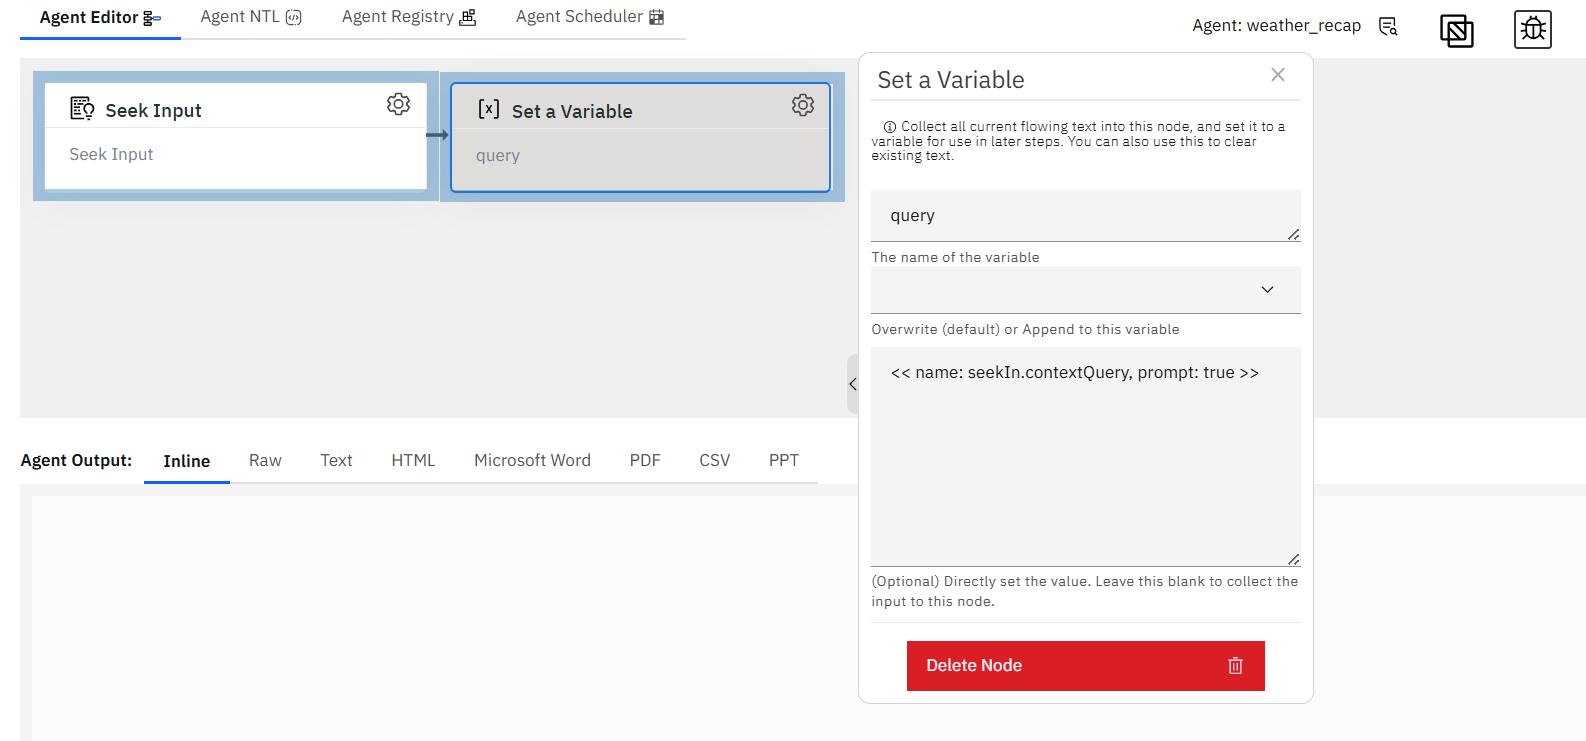 Agent Editor
Agent NTL
Agent Registry
Agent Scheduler
Agent: weather_recap
Seek Input
Seek Input
[x] Set a Variable
query
Set a Variable
Collect all current flowing text into this node, and set it to a
variable for use in later steps. You can also use this to clear
existing text.
query
The name of the variable
Overwrite (default) or Append to this variable
<< name: seekIn.contextQuery, prompt: true >>
(Optional) Directly set the value. Leave this blank to collect the
input to this node.
Delete Node
Agent Output:
Inline
Raw
Text
HTML
Microsoft Word
PDF
CSV
PPT